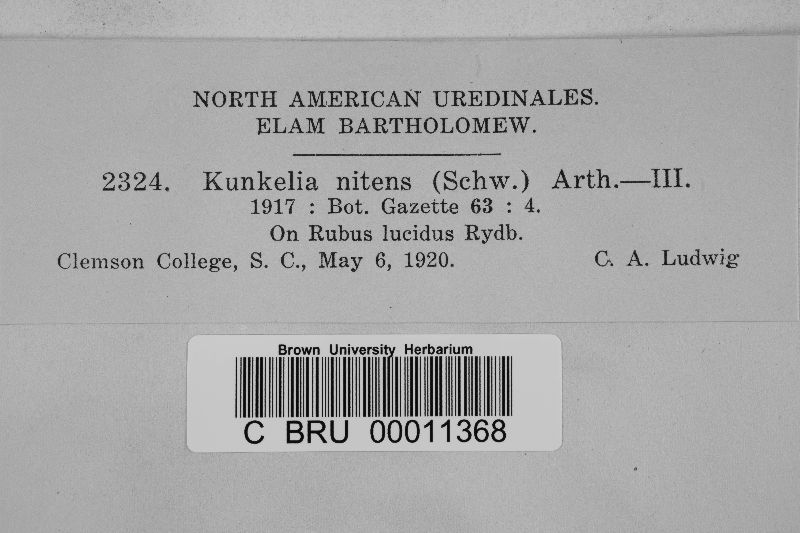 NORTH AMERICAN UREDINALES.
ELAM BARTHOLOMEW.
2324. Kunkelia nitens (Schw.) Arth.—III.
1917 : Bot. Gazette 63 : 4.
On Rubus lucidus Rydb.
Clemson College, S. C., May 6, 1920. C. A. Ludwig
Brown University Herbarium
C BRU 00011368